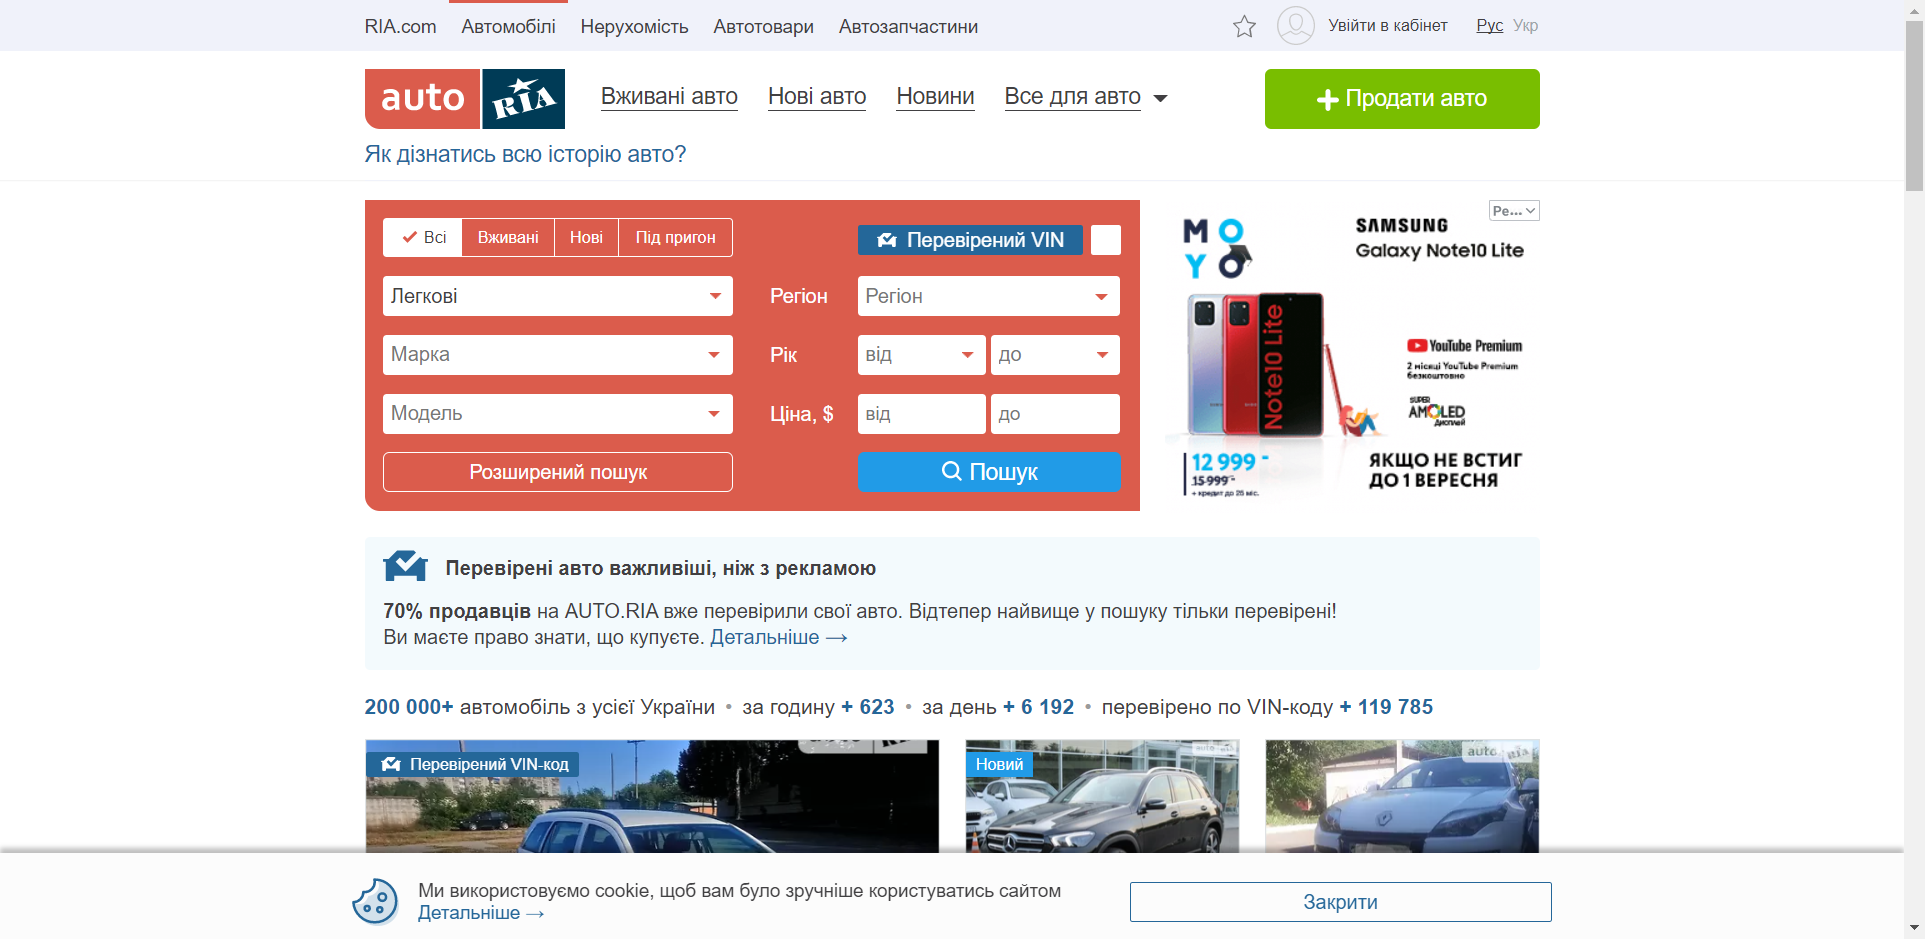 RIA.com Автомобілі Нерухомість Автотовари Автозапчастини Увійти в кабінет Рус Укр
auto RIA Вживані авто Нові авто Новини Все для авто Продати авто
Як дізнатись всю історію авто?
Всі Вживані Нові Під пригон Перевірений VIN
Легкові Регіон Регіон
Марка Рік від до
Модель Ціна, $ від до
Розширений пошук Пошук
Ре...
MOYO
SAMSUNG
Galaxy Note10 Lite
Note10 Lite
YouTube Premium
2 місяці YouTube Premium
безкоштовно
SUPER
AMOLED
дисплей
12 999 -
15 999 -
+ кредит до 25 міс.
ЯКЩО НЕ ВСТИГ
ДО 1 ВЕРЕСНЯ
Перевірені авто важливіші, ніж з рекламою
70% продавців на AUTO.RIA вже перевірили свої авто. Відтепер найвище у пошуку тільки перевірені!
Ви маєте право знати, що купуєте. Детальніше →
200 000+ автомобіль з усієї України • за годину + 623 • за день + 6 192 • перевірено по VIN-коду + 119 785
Перевірений VIN-код
Новий
auto RIA
auto RIA
Ми використовуємо cookie, щоб вам було зручніше користуватись сайтом
Детальніше →
Закрити